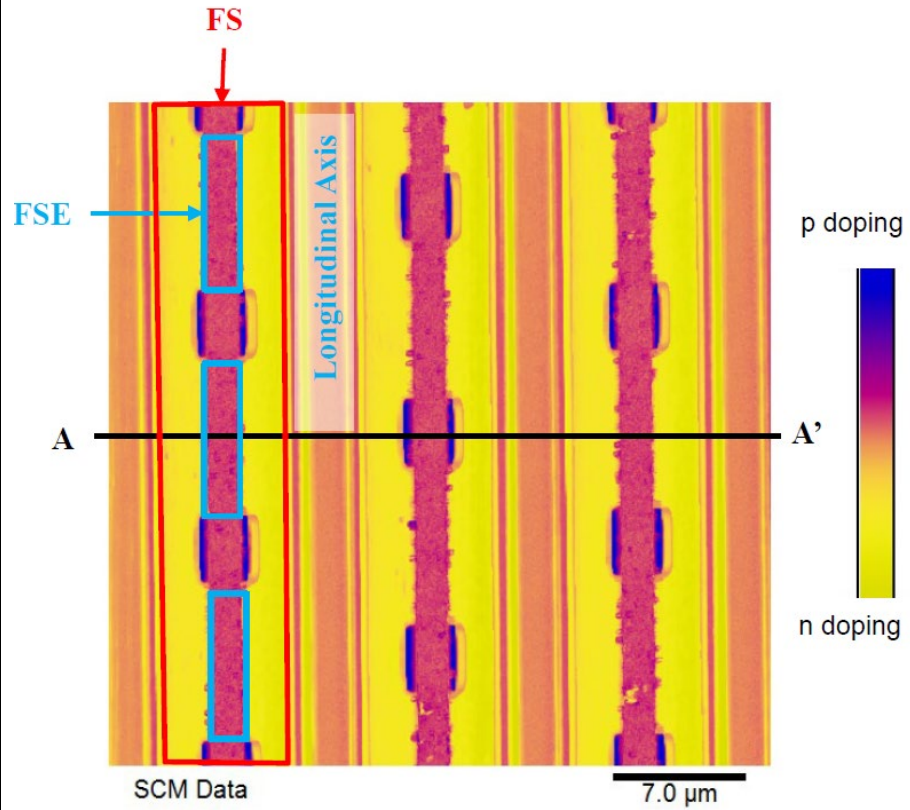 FS
FSE
Longitudinal Axis
p doping
A
A’
n doping
SCM Data
7.0 µm